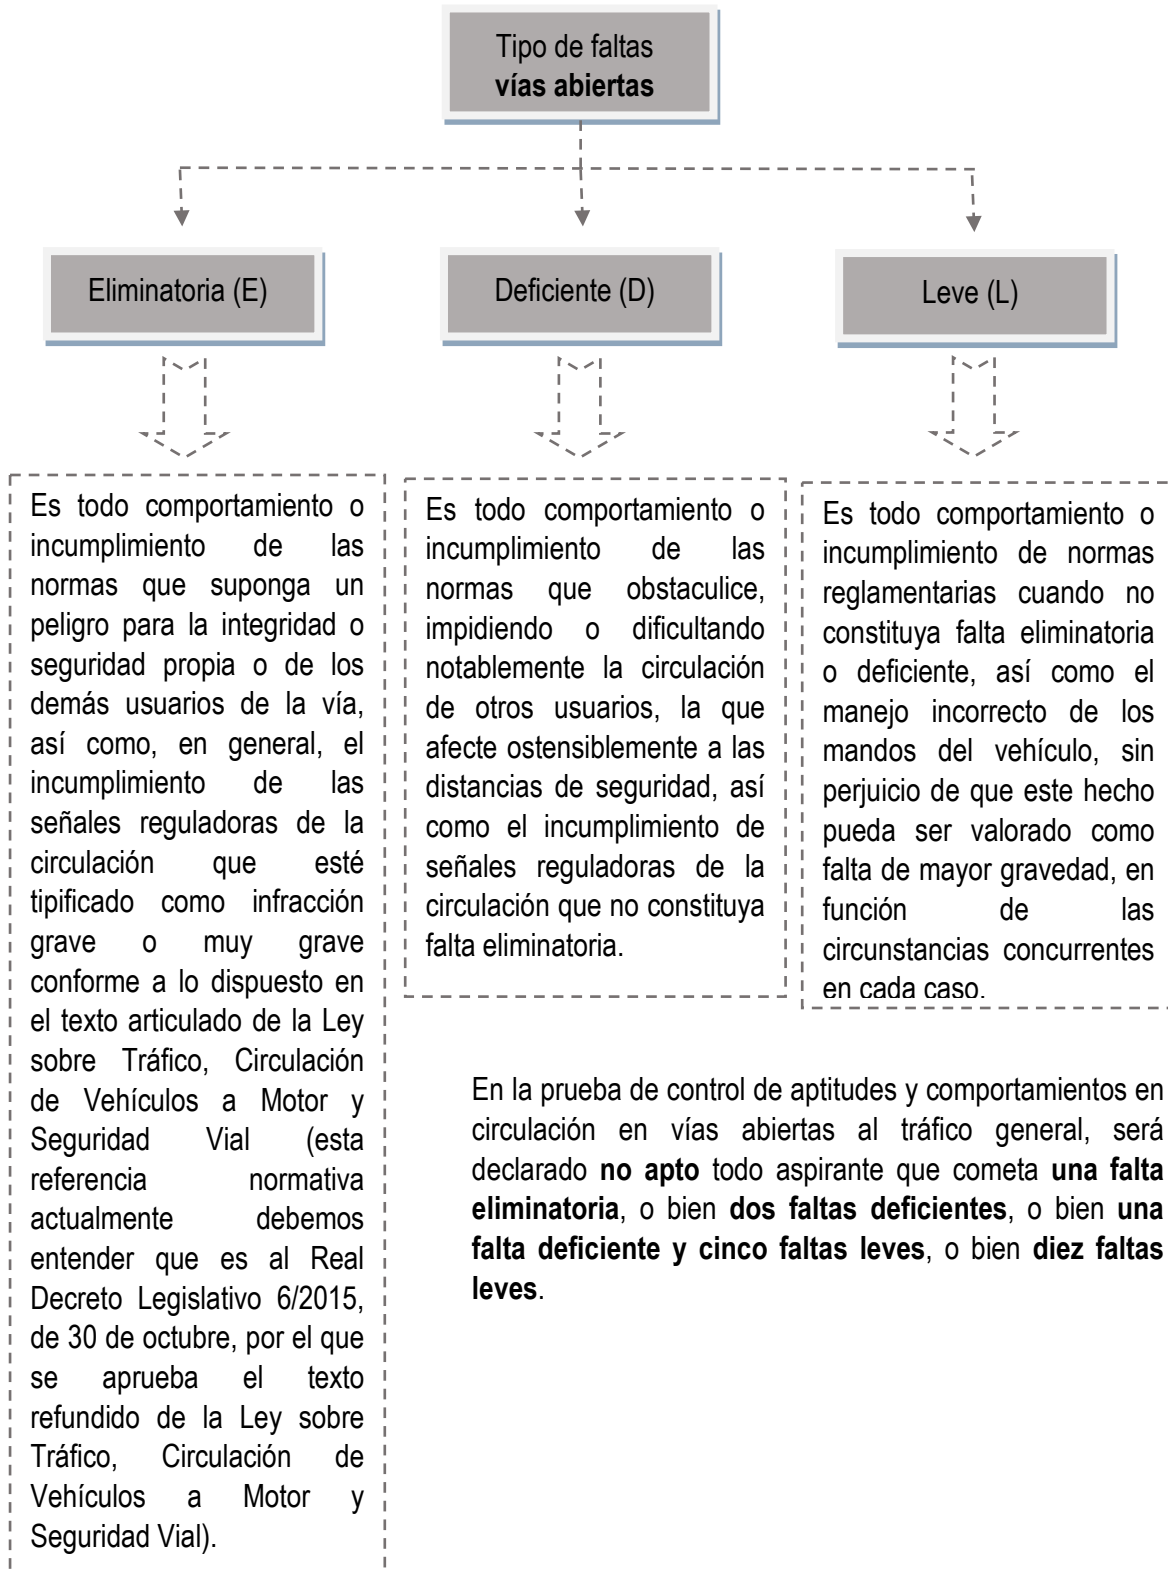 Tipo de faltas
vías abiertas
Eliminatoria (E)
Deficiente (D)
Leve (L)
Es todo comportamiento o
incumplimiento de las
normas que suponga un
peligro para la integridad o
seguridad propia o de los
demás usuarios de la vía,
así como, en general, el
incumplimiento de las
señales reguladoras de la
circulación que esté
tipificado como infracción
grave o muy grave
conforme a lo dispuesto en
el texto articulado de la Ley
sobre Tráfico, Circulación
de Vehículos a Motor y
Seguridad Vial (esta
referencia normativa
actualmente debemos
entender que es al Real
Decreto Legislativo 6/2015,
de 30 de octubre, por el que
se aprueba el texto
refundido de la Ley sobre
Tráfico, Circulación de
Vehículos a Motor y
Seguridad Vial).
Es todo comportamiento o
incumplimiento de las
normas que obstaculice,
impidiendo o dificultando
notablemente la circulación
de otros usuarios, la que
afecte ostensiblemente a las
distancias de seguridad, así
como el incumplimiento de
señales reguladoras de la
circulación que no constituya
falta eliminatoria.
Es todo comportamiento o
incumplimiento de normas
reglamentarias cuando no
constituya falta eliminatoria
o deficiente, así como el
manejo incorrecto de los
mandos del vehículo, sin
perjuicio de que este hecho
pueda ser valorado como
falta de mayor gravedad, en
función de las
circunstancias concurrentes
en cada caso.
En la prueba de control de aptitudes y comportamientos en
circulación en vías abiertas al tráfico general, será
declarado no apto todo aspirante que cometa una falta
eliminatoria, o bien dos faltas deficientes, o bien una
falta deficiente y cinco faltas leves, o bien diez faltas
leves.